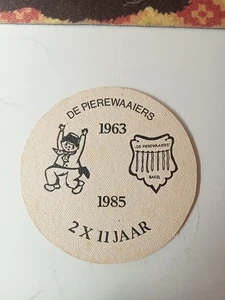 DE PIEREWAAIERS
1963
"DE PIEREWAAIERS"
BAKEL
1985
2 X 11 JAAR